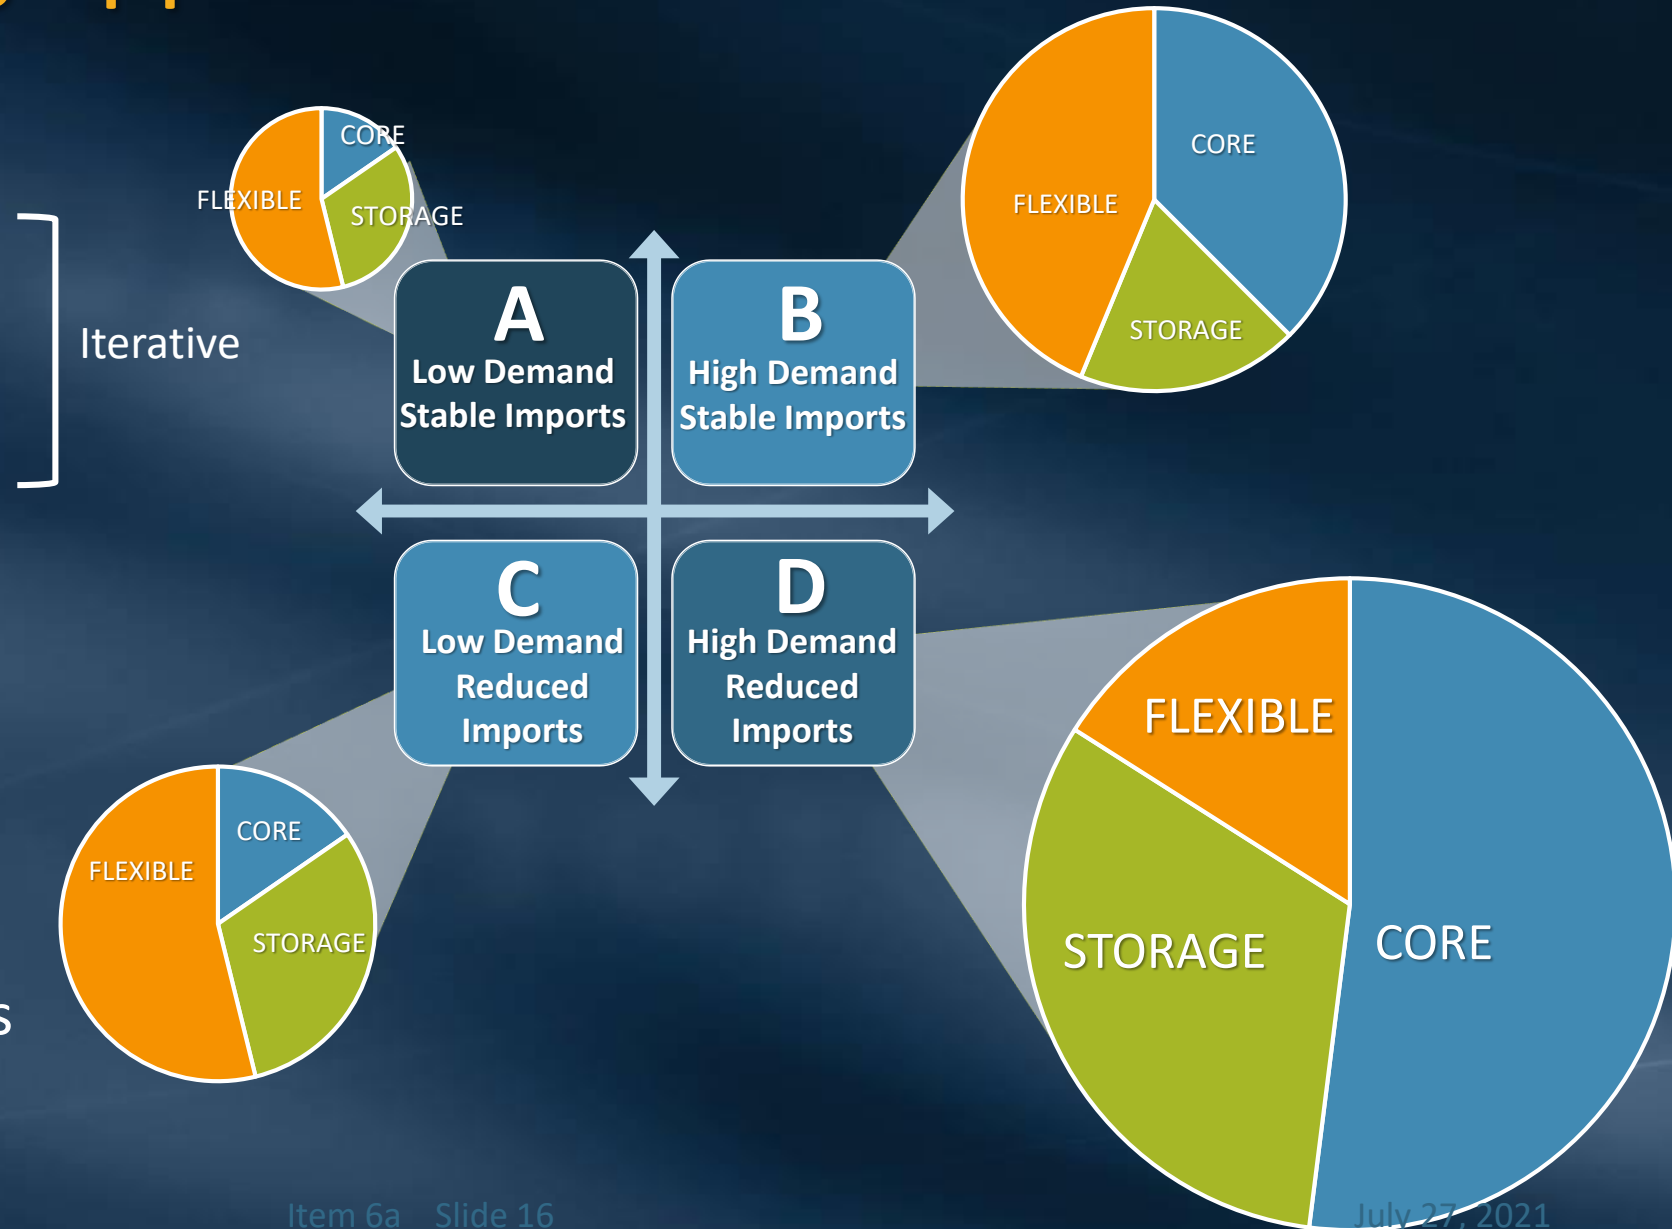 CORE
FLEXIBLE
STORAGE
CORE
FLEXIBLE
STORAGE
Iterative
A
Low Demand
Stable Imports
B
High Demand
Stable Imports
C
Low Demand
Reduced
Imports
D
High Demand
Reduced
Imports
CORE
FLEXIBLE
STORAGE
FLEXIBLE
STORAGE
CORE
s
Item 6a Slide 16
July 27, 2021